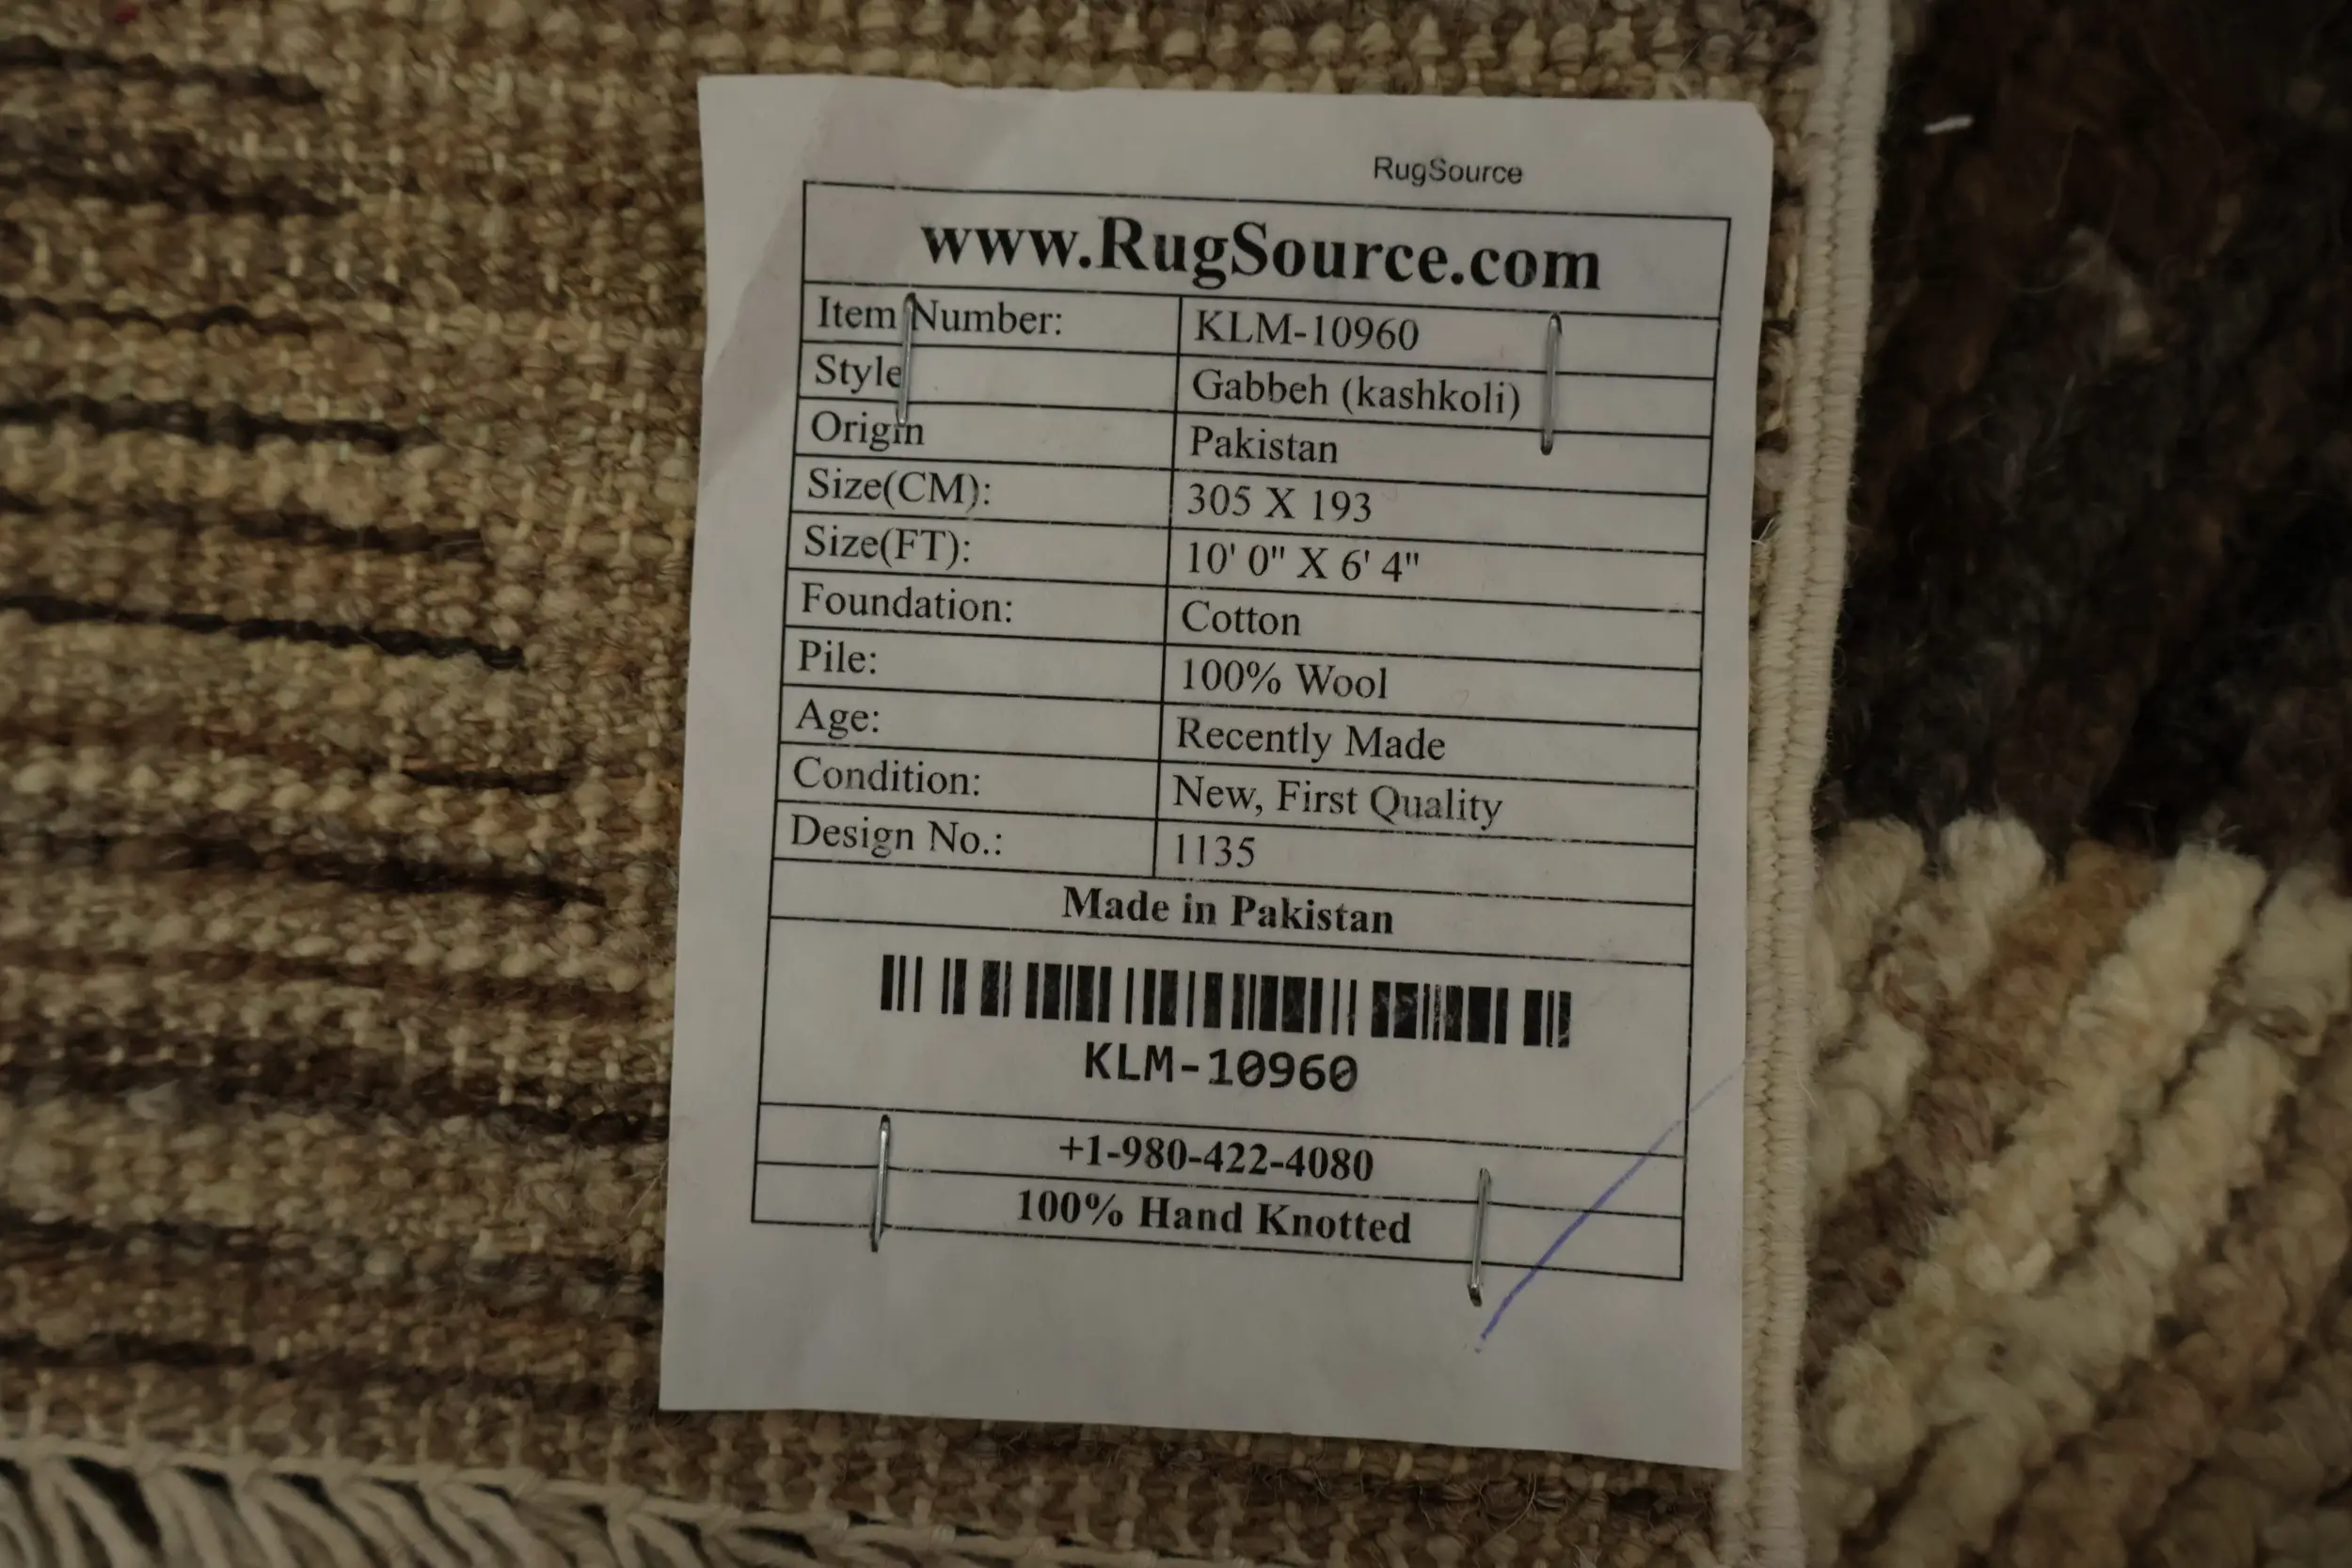 RugSource
www.RugSource.com
Item Number: KLM-10960
Style Gabbeh (kashkoli)
Origin Pakistan
Size(CM): 305 X 193
Size(FT): 10' 0" X 6' 4"
Foundation: Cotton
Pile: 100% Wool
Age: Recently Made
Condition: New, First Quality
Design No.: 1135
Made in Pakistan
KLM-10960
+1-980-422-4080
100% Hand Knotted